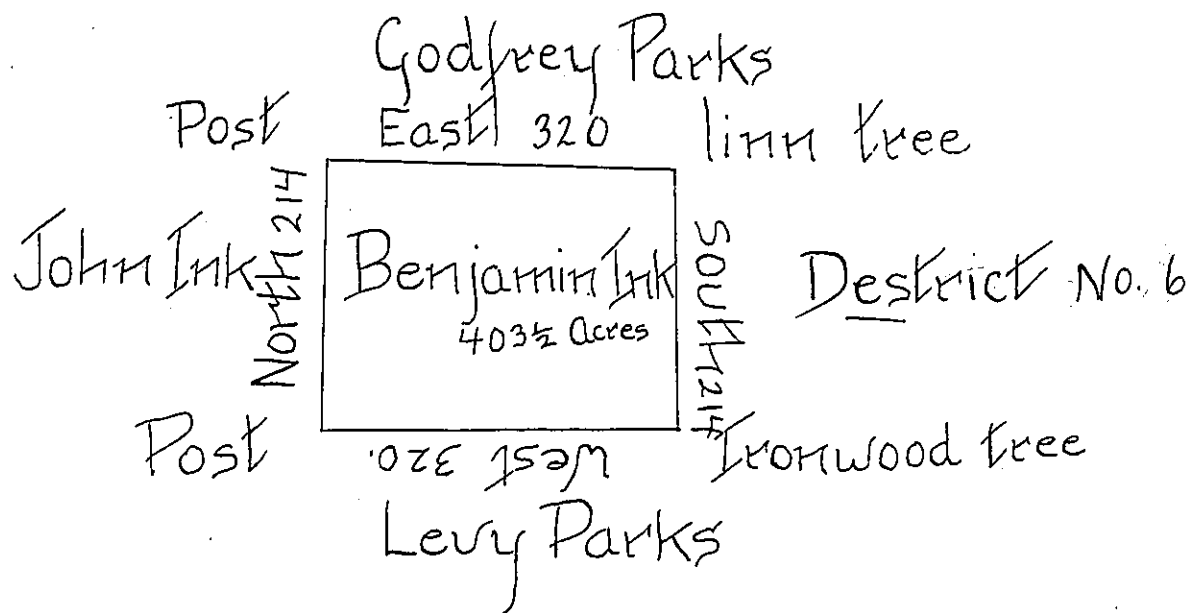 Godfrey Parks
Post East 320 linn tree
North 214
John Ink Benjamin Ink Destrict No. 6
403½ Acres
South 214
Post West 320. Ironwood tree
Levy Parks